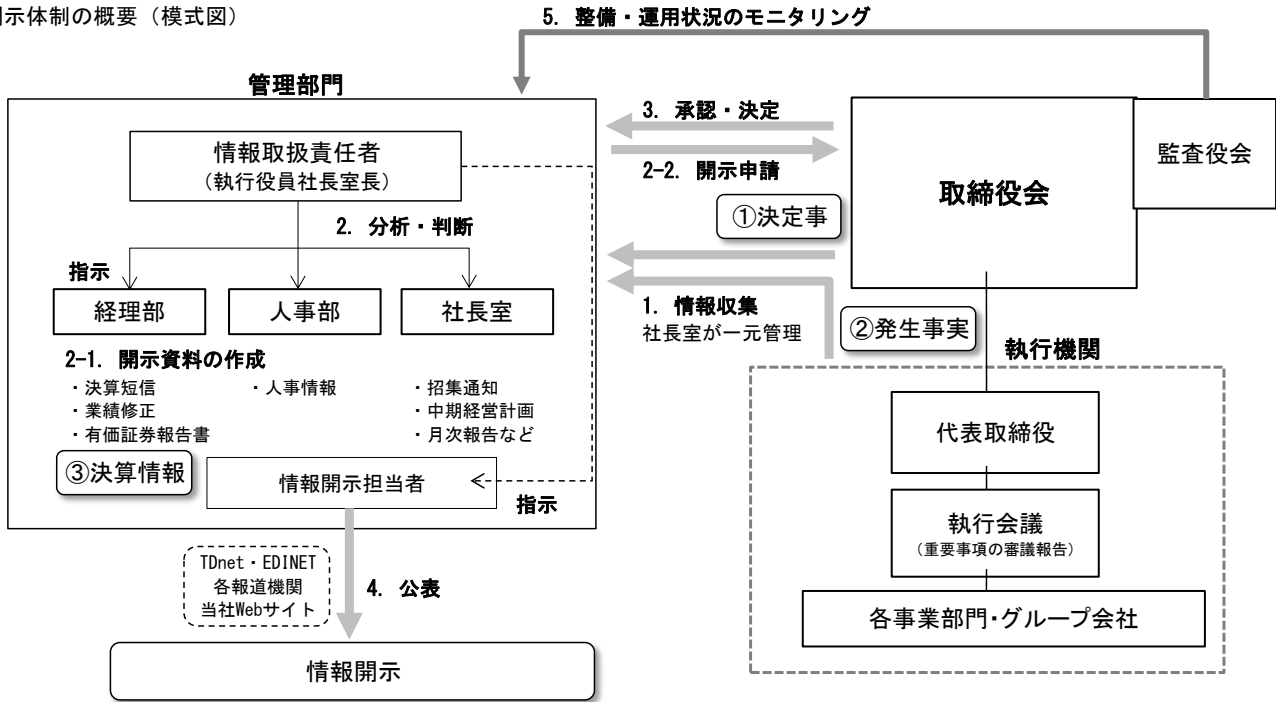 示体制の概要（模式図）
5. 整備・運用状況のモニタリング
管理部門
情報取扱責任者
（執行役員社長室長）
2. 分析・判断
指示
経理部
人事部
社長室
2-1. 開示資料の作成
・決算短信
・業績修正
・有価証券報告書
・人事情報
・招集通知
・中期経営計画
・月次報告など
③決算情報
情報開示担当者
指示
TDnet・EDINET
各報道機関
当社Webサイト
4. 公表
情報開示
3. 承認・決定
2-2. 開示申請
①決定事
1. 情報収集
社長室が一元管理
②発生事実
取締役会
監査役会
執行機関
代表取締役
執行会議
（重要事項の審議報告）
各事業部門・グループ会社